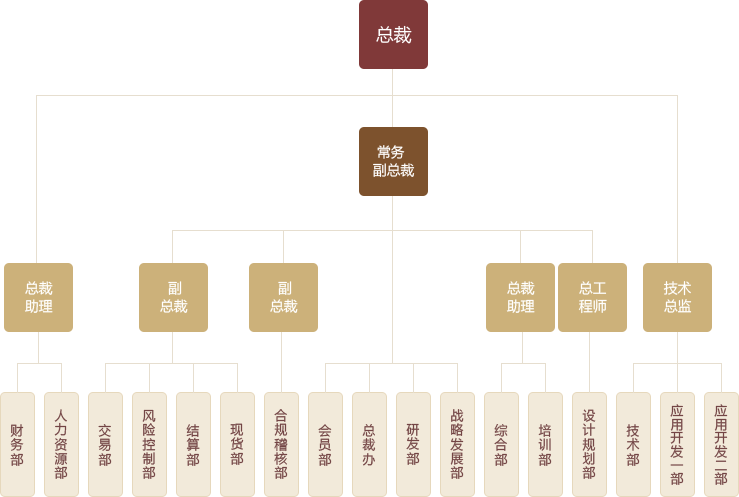 总裁
常务
副总裁
总裁
助理
副
总裁
副
总裁
总裁
助理
总工
程师
技术
总监
财务部
人力资源部
交易部
风险控制部
结算部
现货部
合规稽核部
会员部
总裁办
研发部
战略发展部
综合部
培训部
设计规划部
技术部
应用开发一部
应用开发二部